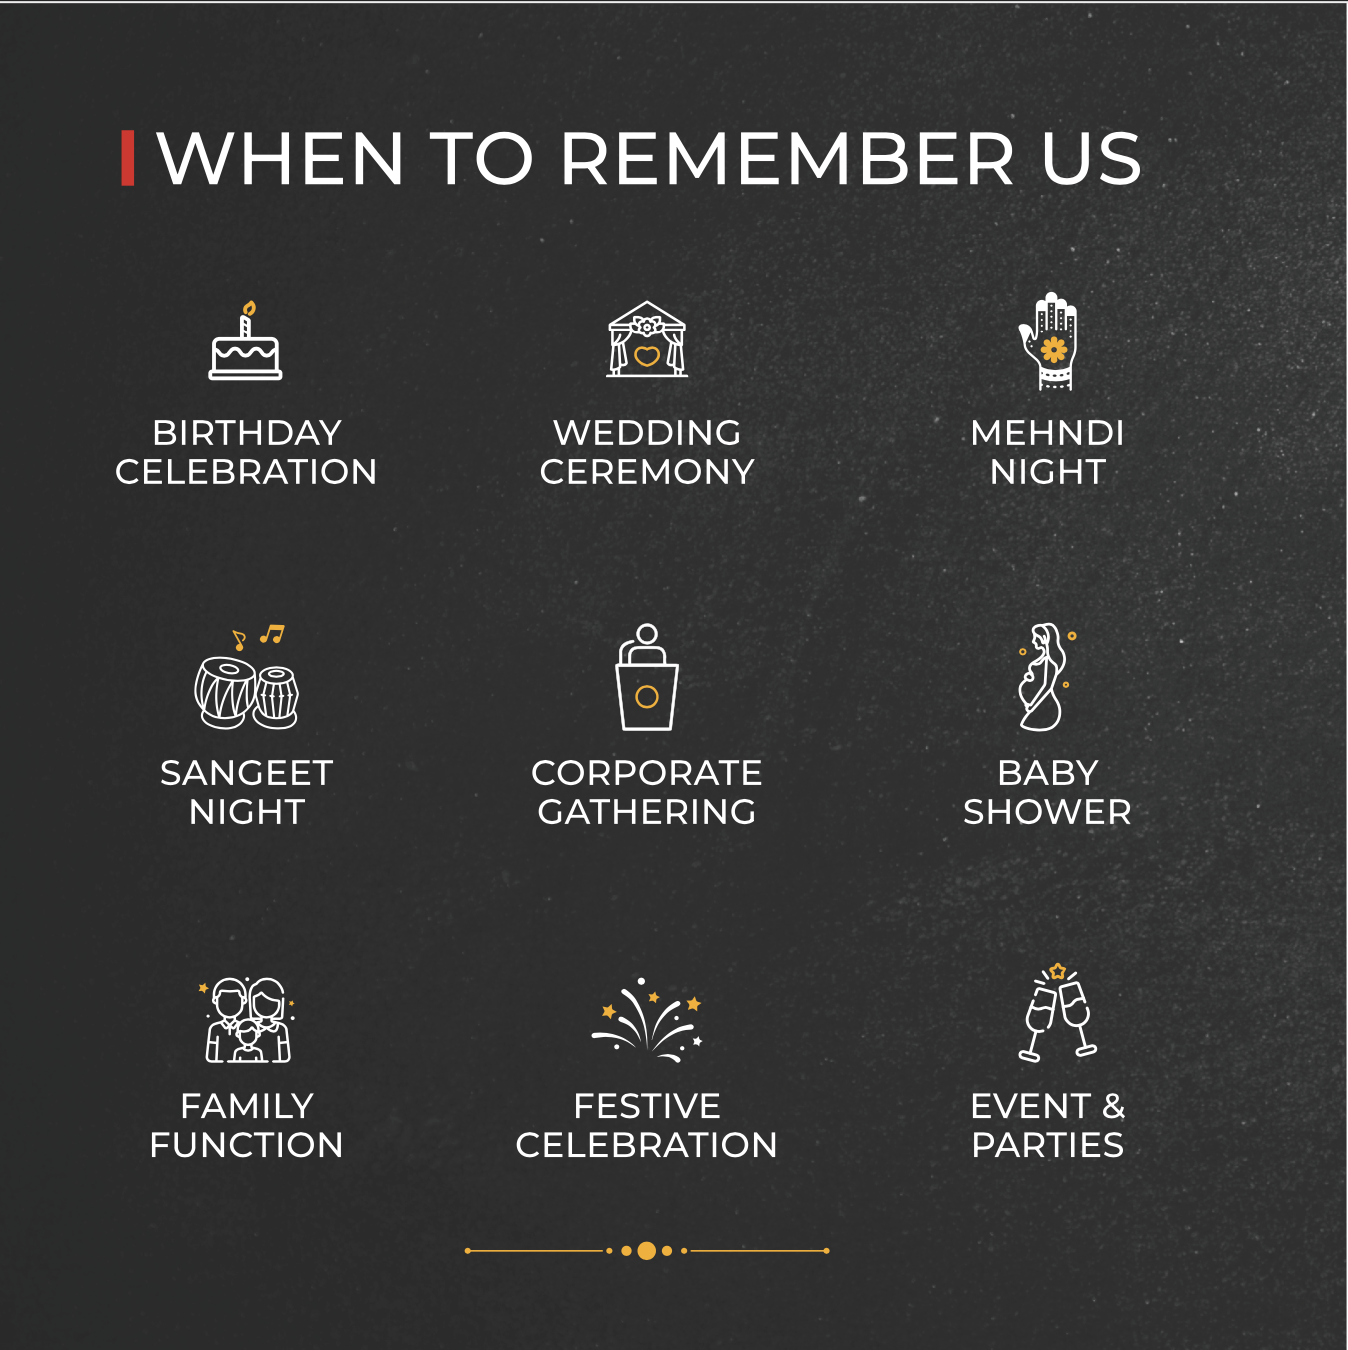 WHEN TO REMEMBER US
BIRTHDAY
CELEBRATION
WEDDING
CEREMONY
MEHNDI
NIGHT
SANGEET
NIGHT
CORPORATE
GATHERING
BABY
SHOWER
FAMILY
FUNCTION
FESTIVE
CELEBRATION
EVENT &
PARTIES